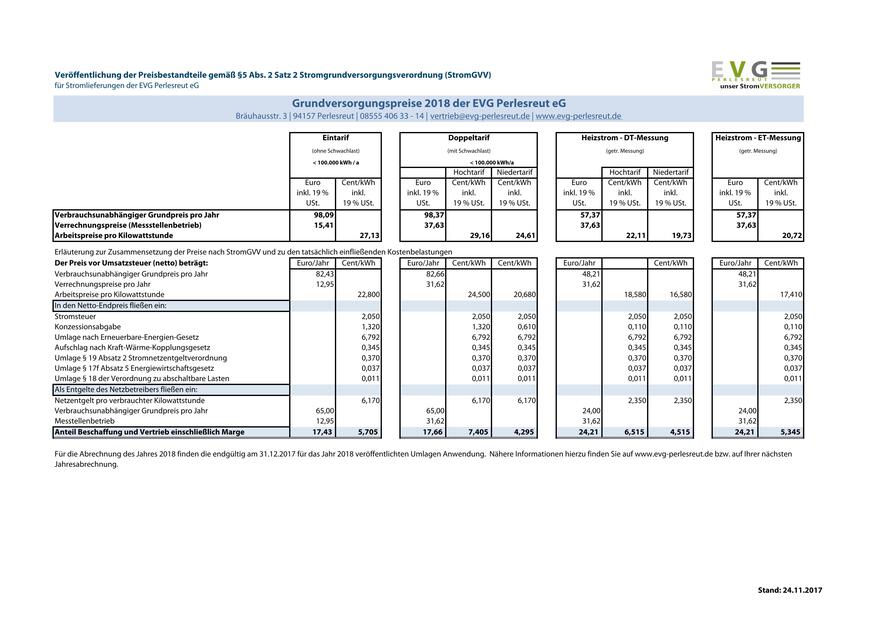 Veröffentlichung der Preisbestandteile gemäß §5 Abs. 2 Satz 2 Stromgrundversorgungsverordnung (StromGVV)
für Stromlieferungen der EVG Perlesreut eG
EVG
PERLESREUT
unser StromVERSORGER
Grundversorgungspreise 2018 der EVG Perlesreut eG
Bräuhausstr. 3 | 94157 Perlesreut | 08555 406 33 - 14 | vertrieb@evg-perlesreut.de | www.evg-perlesreut.de
Eintarif Doppeltarif Heizstrom - DT-Messung Heizstrom - ET-Messung
(ohne Schwachlast) (mit Schwachlast) (getr. Messung) (getr. Messung)
< 100.000 kWh / a < 100.000 kWh/a
Hochtarif Niedertarif Hochtarif Niedertarif
Euro Cent/kWh Euro Cent/kWh Cent/kWh Euro Cent/kWh Cent/kWh Euro Cent/kWh
inkl. 19 % inkl. inkl. 19 % inkl. inkl. inkl. 19 % inkl. inkl. inkl. 19 % inkl.
USt. 19 % USt. USt. 19 % USt. 19 % USt. USt. 19 % USt. 19 % USt. USt. 19 % USt.
Verbrauchsunabhängiger Grundpreis pro Jahr 98,09 98,37 57,37 57,37
Verrechnungspreise (Messstellenbetrieb) 15,41 37,63 37,63 37,63
Arbeitspreise pro Kilowattstunde 27,13 29,16 24,61 22,11 19,73 20,72
Erläuterung zur Zusammensetzung der Preise nach StromGVV und zu den tatsächlich einfließenden Kostenbelastungen
Der Preis vor Umsatzsteuer (netto) beträgt: Euro/Jahr Cent/kWh Euro/Jahr Cent/kWh Cent/kWh Euro/Jahr Cent/kWh Euro/Jahr Cent/kWh
Verbrauchsunabhängiger Grundpreis pro Jahr 82,43 82,66 48,21 48,21
Verrechnungspreise pro Jahr 12,95 31,62 31,62 31,62
Arbeitspreise pro Kilowattstunde 22,800 24,500 20,680 18,580 16,580 17,410
In den Netto-Endpreis fließen ein:
Stromsteuer 2,050 2,050 2,050 2,050 2,050 2,050
Konzessionsabgabe 1,320 1,320 0,610 0,110 0,110 0,110
Umlage nach Erneuerbare-Energien-Gesetz 6,792 6,792 6,792 6,792 6,792 6,792
Aufschlag nach Kraft-Wärme-Kopplungsgesetz 0,345 0,345 0,345 0,345 0,345 0,345
Umlage § 19 Absatz 2 Stromnetzentgeltverordnung 0,370 0,370 0,370 0,370 0,370 0,370
Umlage § 17f Absatz 5 Energiewirtschaftsgesetz 0,037 0,037 0,037 0,037 0,037 0,037
Umlage § 18 der Verordnung zu abschaltbare Lasten 0,011 0,011 0,011 0,011 0,011 0,011
Als Entgelte des Netzbetreibers fließen ein:
Netzentgelt pro verbrauchter Kilowattstunde 6,170 6,170 6,170 2,350 2,350 2,350
Verbrauchsunabhängiger Grundpreis pro Jahr 65,00 65,00 24,00 24,00
Messtellenbetrieb 12,95 31,62 31,62 31,62
Anteil Beschaffung und Vertrieb einschließlich Marge 17,43 5,705 17,66 7,405 4,295 24,21 6,515 4,515 24,21 5,345
Für die Abrechnung des Jahres 2018 finden die endgültig am 31.12.2017 für das Jahr 2018 veröffentlichten Umlagen Anwendung. Nähere Informationen hierzu finden Sie auf www.evg-perlesreut.de bzw. auf Ihrer nächsten
Jahresabrechnung.
Stand: 24.11.2017